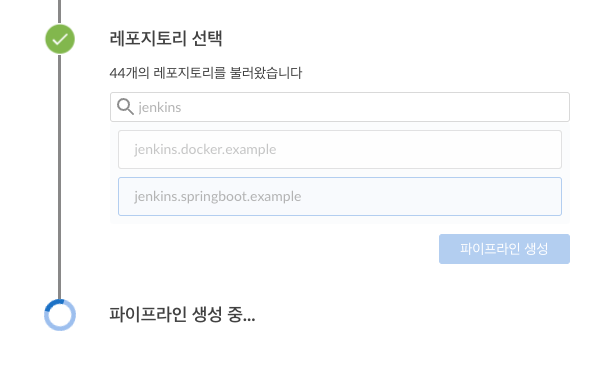 레포지토리 선택
44개의 레포지토리를 불러왔습니다
jenkins
jenkins.docker.example
jenkins.springboot.example
파이프라인 생성
파이프라인 생성 중...